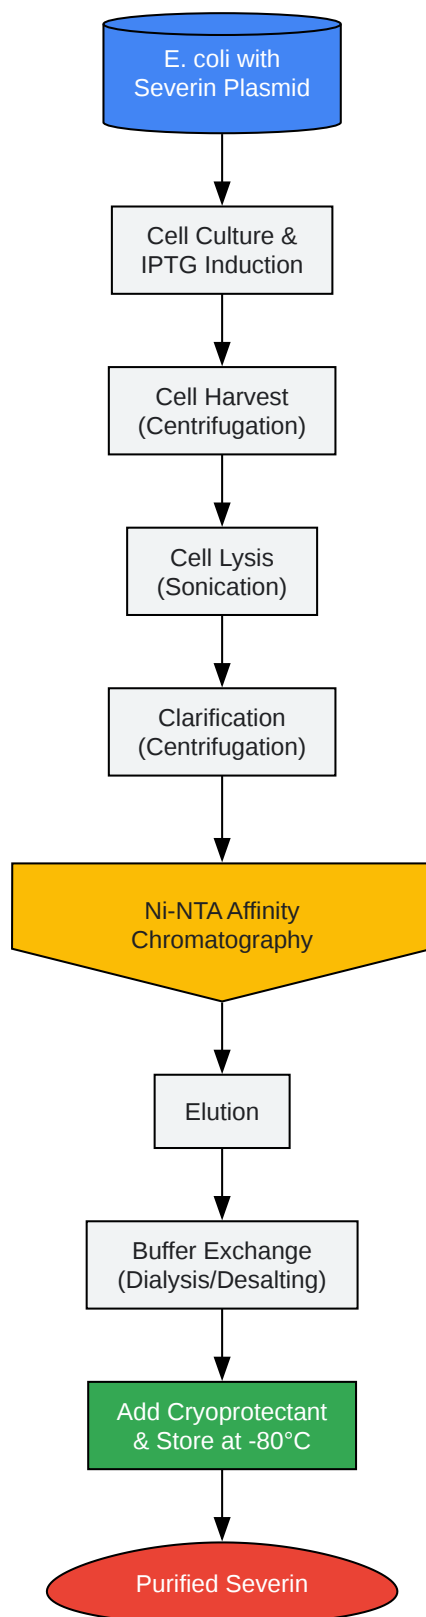 E. coli with
Severin Plasmid
Cell Culture &
IPTG Induction
Cell Harvest
(Centrifugation)
Cell Lysis
(Sonication)
Clarification
(Centrifugation)
Ni-NTA Affinity
Chromatography
Elution
Buffer Exchange
(Dialysis/Desalting)
Add Cryoprotectant
& Store at -80°C
Purified Severin